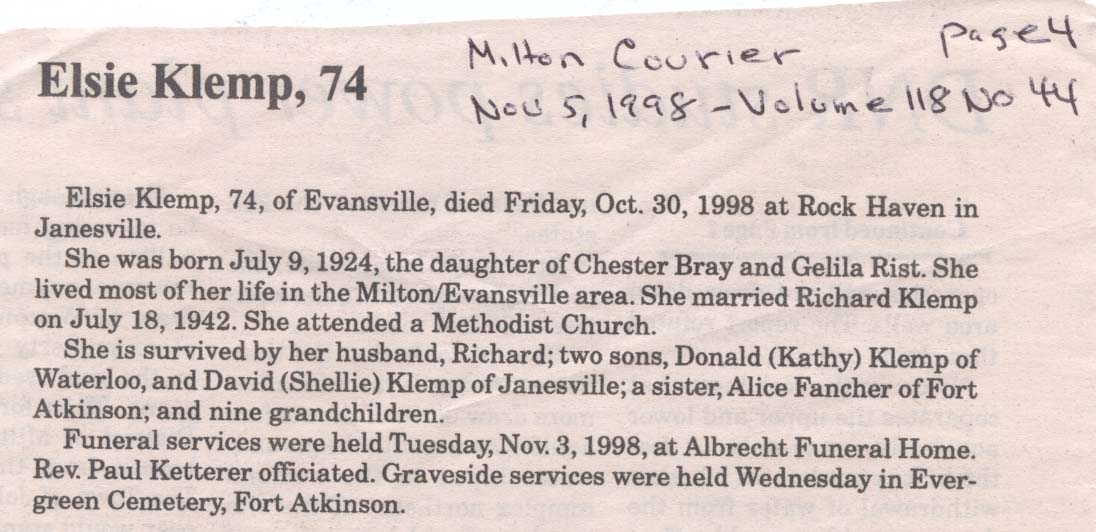 Elsie Klemp, 74
Milton Courier Page 4
Nov 5, 1998 - Volume 118 No 44
Elsie Klemp, 74, of Evansville, died Friday, Oct. 30, 1998 at Rock Haven in
Janesville.
She was born July 9, 1924, the daughter of Chester Bray and Gelila Rist. She
lived most of her life in the Milton/Evansville area. She married Richard Klemp
on July 18, 1942. She attended a Methodist Church.
She is survived by her husband, Richard; two sons, Donald (Kathy) Klemp of
Waterloo, and David (Shellie) Klemp of Janesville; a sister, Alice Fancher of Fort
Atkinson; and nine grandchildren.
Funeral services were held Tuesday, Nov. 3, 1998, at Albrecht Funeral Home.
Rev. Paul Ketterer officiated. Graveside services were held Wednesday in Ever-
green Cemetery, Fort Atkinson.